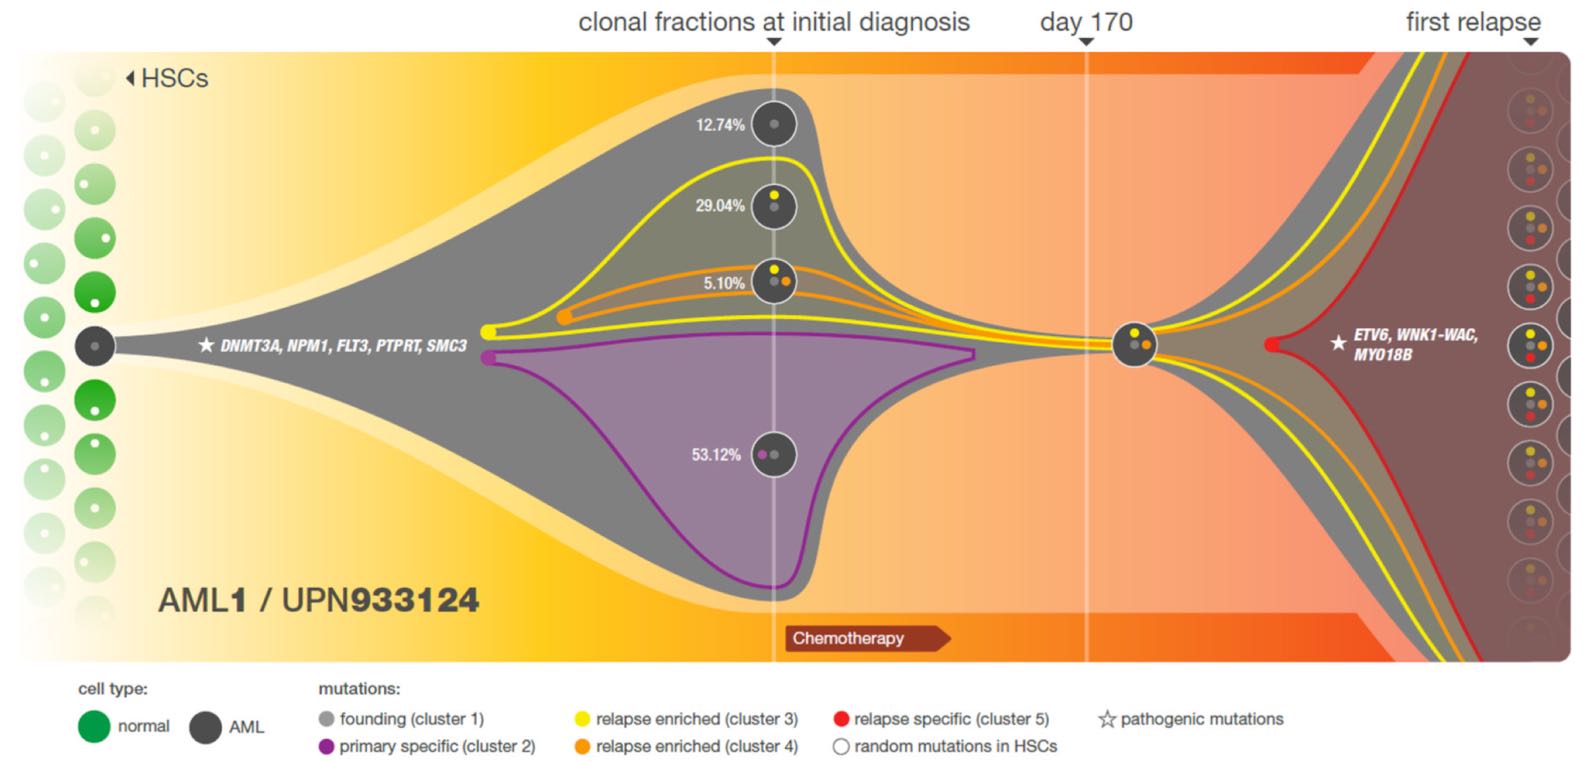 clonal fractions at initial diagnosis
day 170
first relapse
HSCs
12.74%
29.04%
5.10%
DNMT3A, NPM1, FLT3, PTPRT, SMC3
ETV6, WNK1-WAC,
MYO18B
53.12%
AML1 / UPN933124
Chemotherapy
cell type:
normal
AML
mutations:
founding (cluster 1)
primary specific (cluster 2)
relapse enriched (cluster 3)
relapse enriched (cluster 4)
relapse specific (cluster 5)
random mutations in HSCs
pathogenic mutations